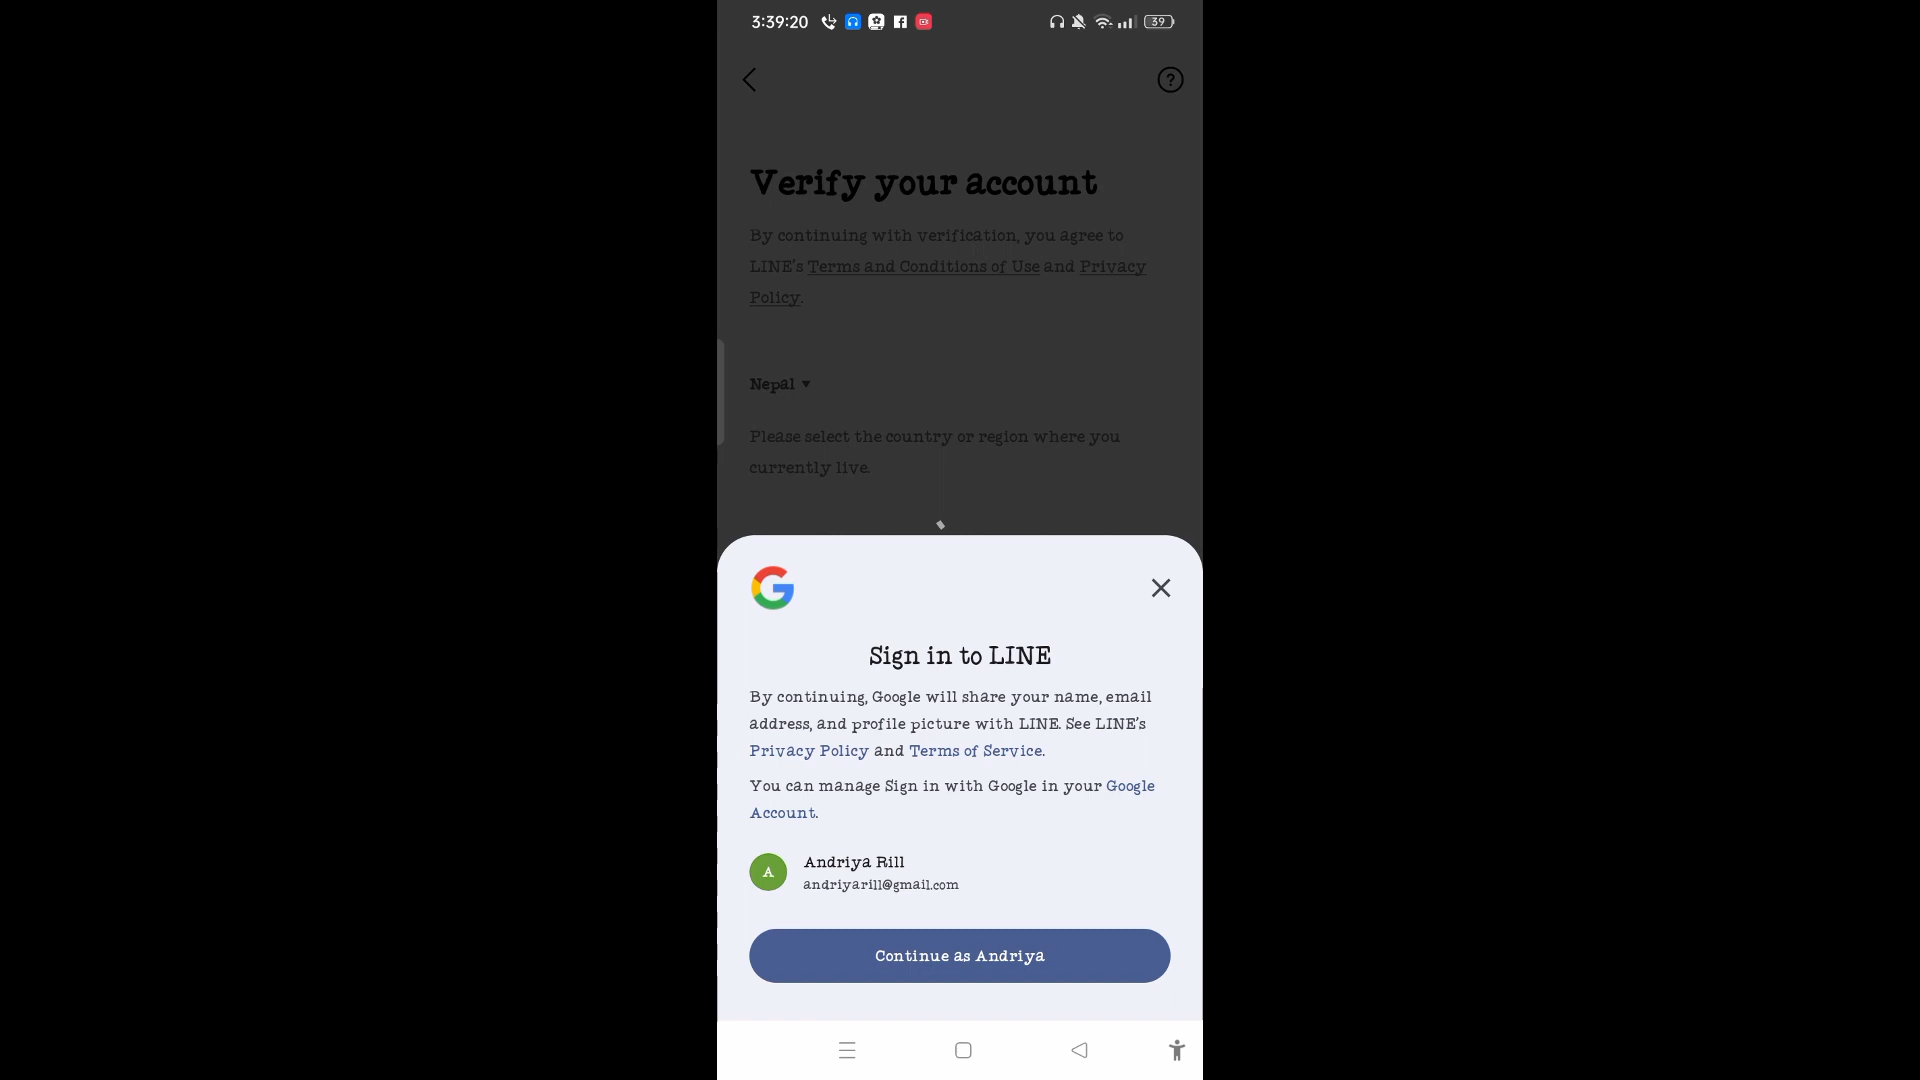 3:39:20
39
Verify your account
By continuing with verification, you agree to
LINE's Terms and Conditions of Use and Privacy
Policy.
Nepal ▼
Please select the country or region where you
currently live.
Sign in to LINE
By continuing, Google will share your name, email
address, and profile picture with LINE. See LINE's
Privacy Policy and Terms of Service.
You can manage Sign in with Google in your Google
Account.
A
Andriya Rill
andriyarill@gmail.com
Continue as Andriya